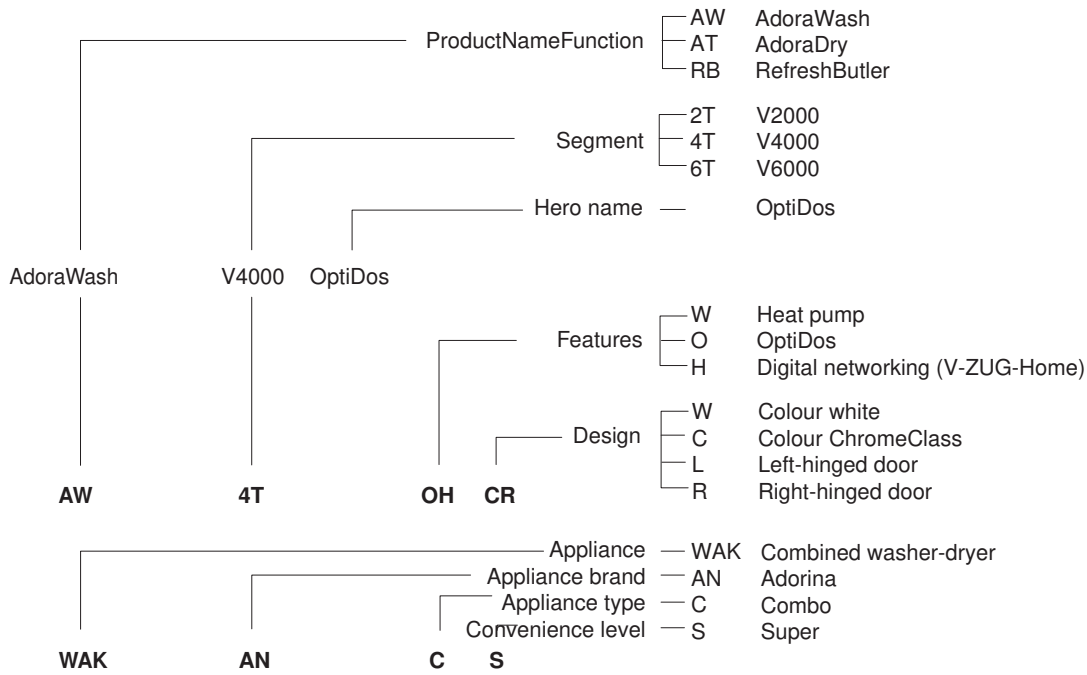 AW AdoraWash
ProductNameFunction AT AdoraDry
RB RefreshButler
2T V2000
Segment 4T V4000
6T V6000
Hero name OptiDos
AdoraWash V4000 OptiDos
W Heat pump
Features O OptiDos
H Digital networking (V-ZUG-Home)
W Colour white
Design C Colour ChromeClass
L Left-hinged door
R Right-hinged door
AW 4T OH CR
Appliance WAK Combined washer-dryer
Appliance brand AN Adorina
Appliance type C Combo
Convenience level S Super
WAK AN C S